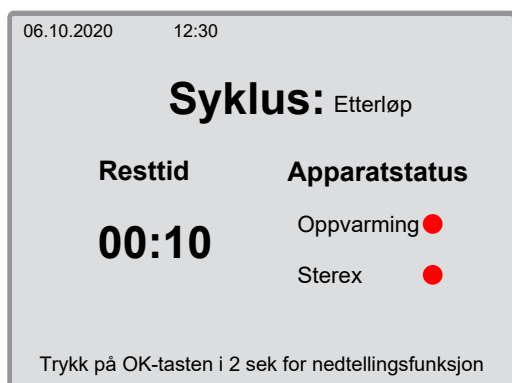 06.10.2020 12:30
Syklus: Etterløp
Resttid Apparatstatus
00:10 Oppvarming
Sterex
Trykk på OK-tasten i 2 sek for nedtellingsfunksjon